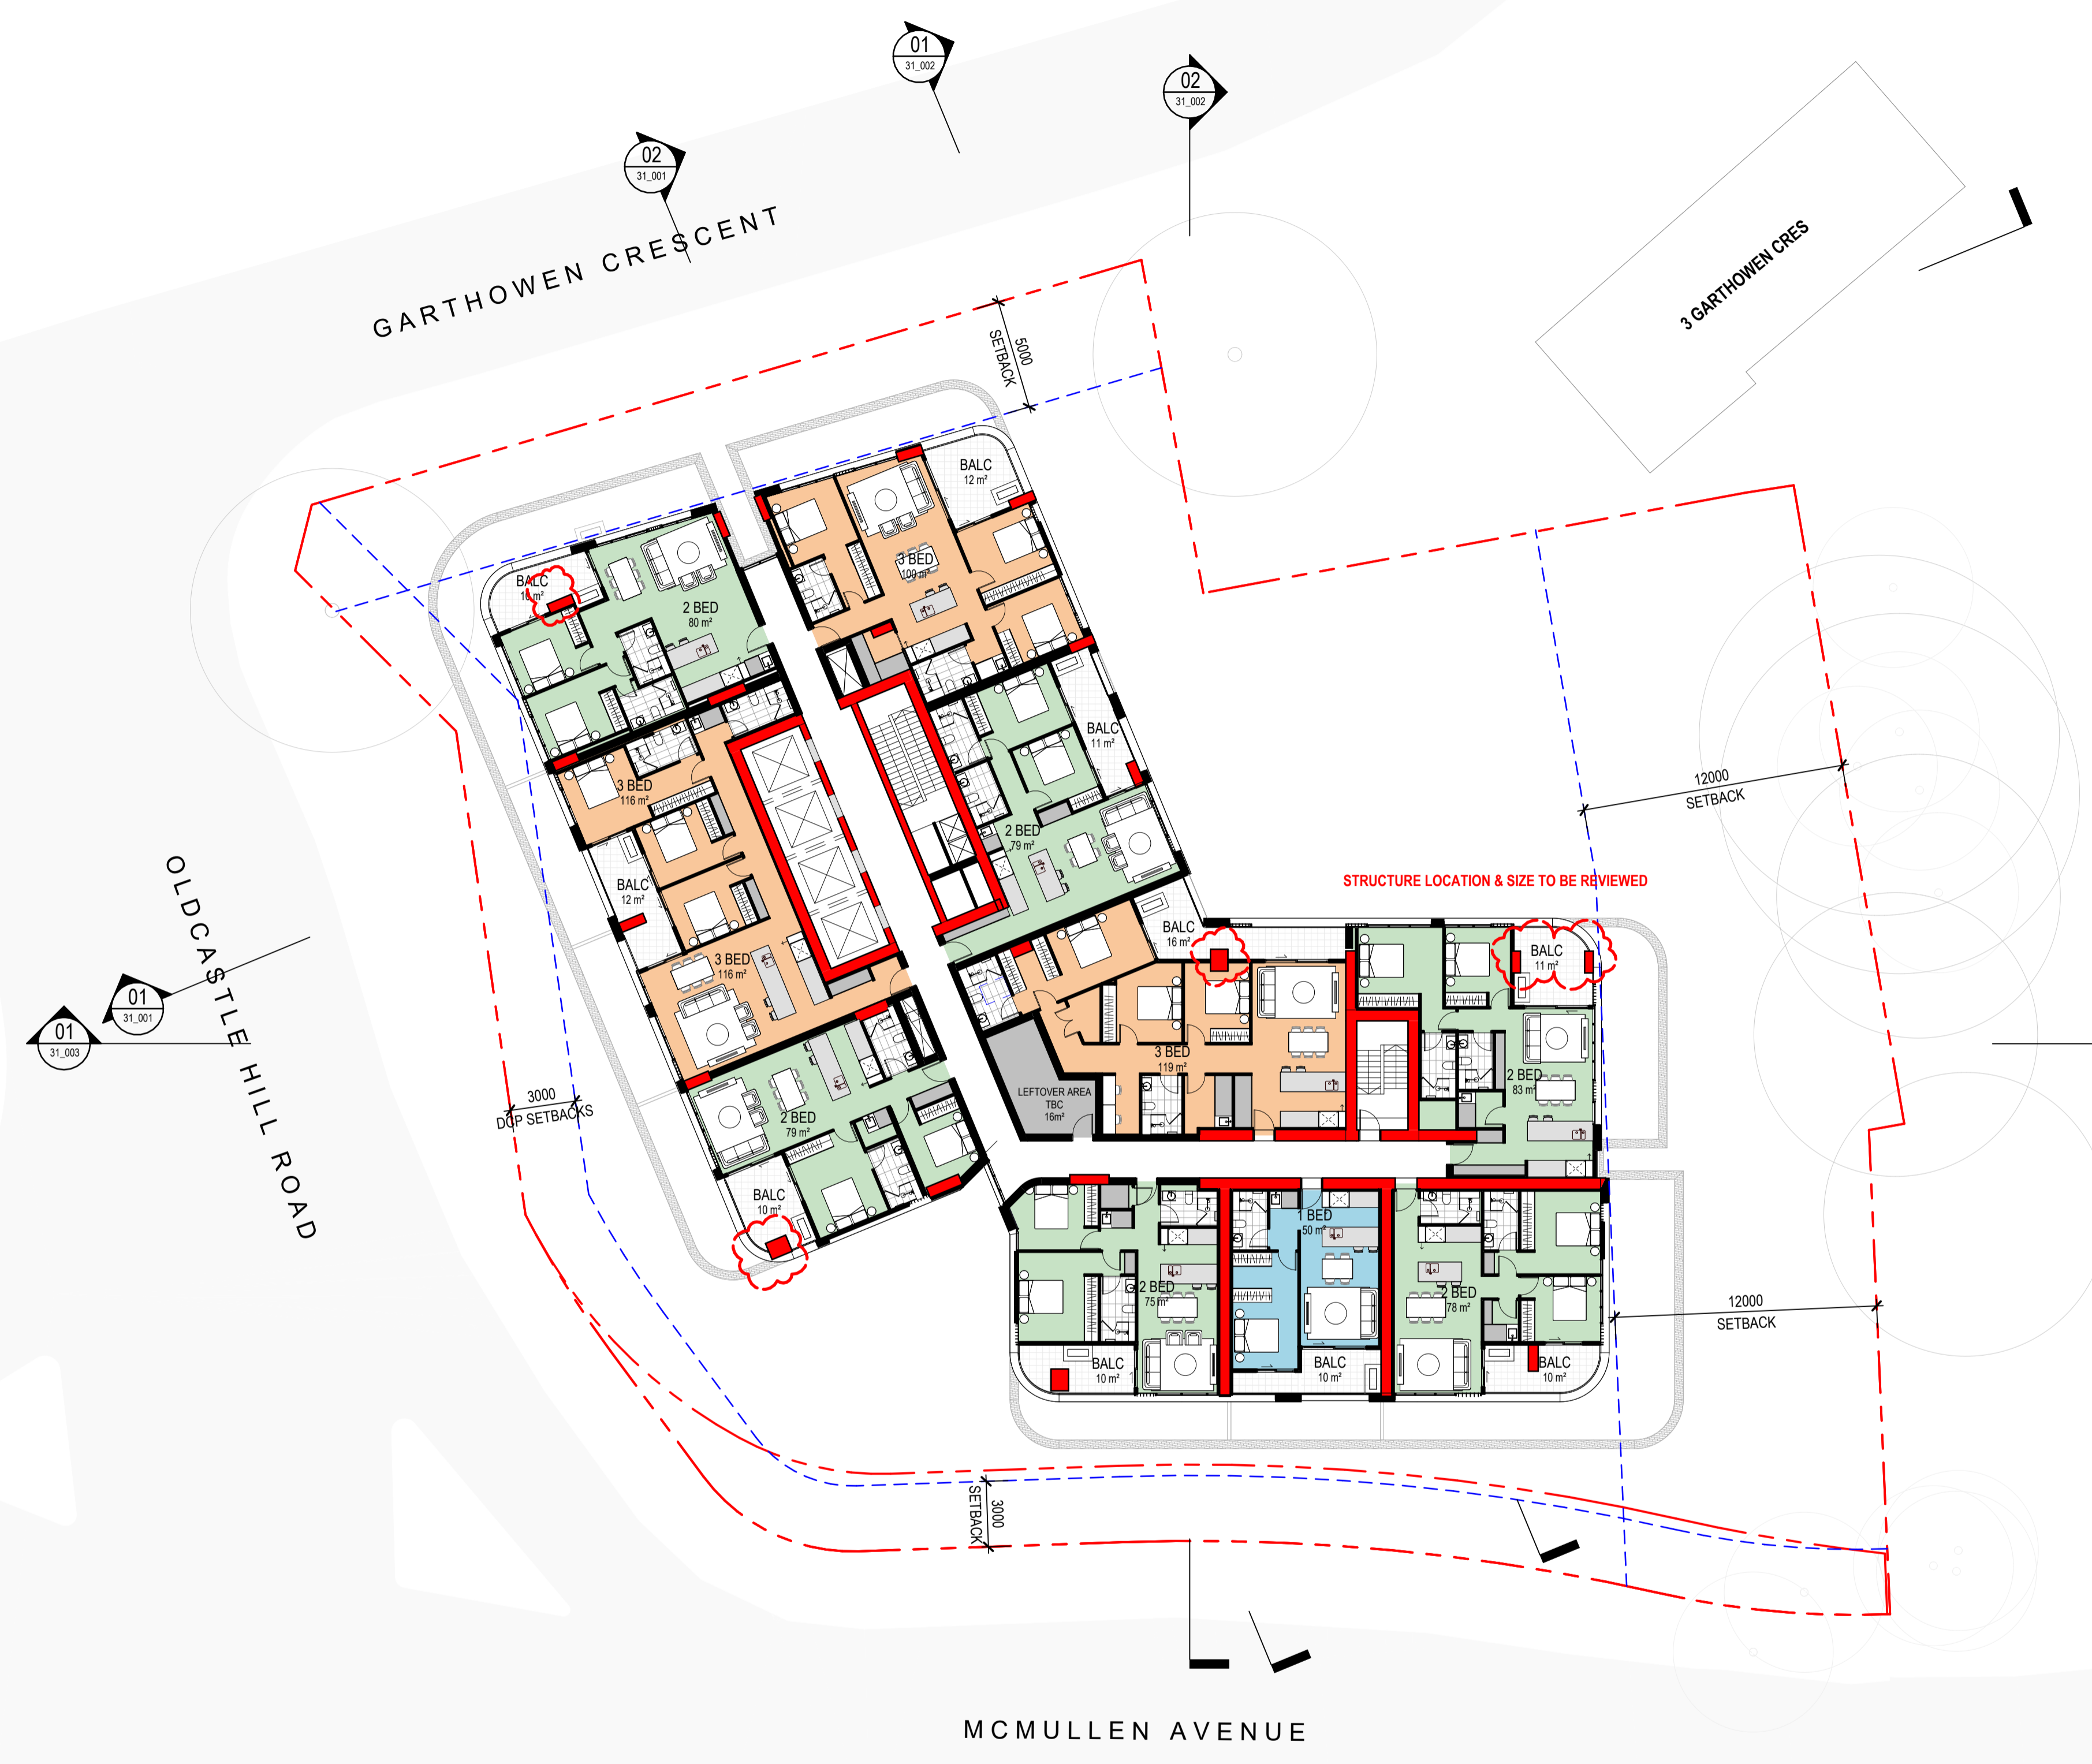 01
31_002
02
31_002
02
31_001
GARTHOWEN CRESCENT
3 GARTHOWEN CRES
5000
SETBACK
BALC
12 m²
3 BED
100 m²
BALC
2 BED
80 m²
BALC
11 m²
3 BED
116 m²
12000
SETBACK
2 BED
79 m²
BALC
12 m²
STRUCTURE LOCATION & SIZE TO BE REVIEWED
BALC
16 m²
BALC
11 m²
3 BED
116 m²
OLDCASTLE HILL ROAD
01
31_001
01
31_003
3 BED
119 m²
2 BED
83 m²
LEFTOVER AREA
TBC
16m²
3000
DCP SETBACKS
2 BED
79 m²
BALC
10 m²
1 BED
50 m²
2 BED
75 m²
2 BED
78 m²
12000
SETBACK
BALC
10 m²
BALC
10 m²
BALC
10 m²
3000
SETBACK
MCMULLEN AVENUE